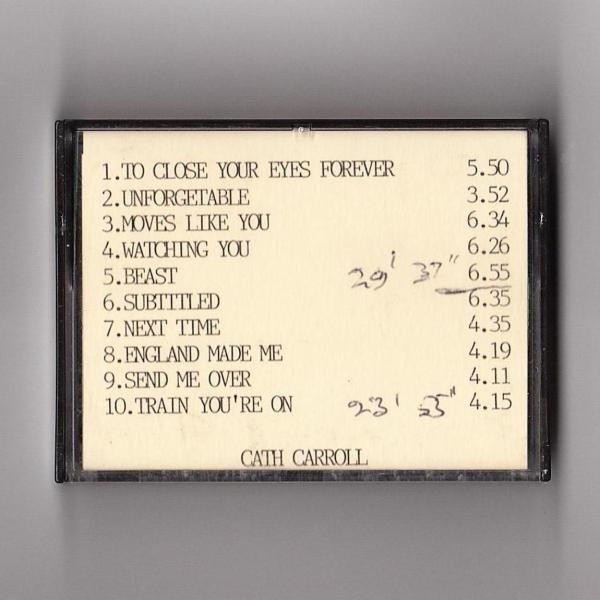 1.TO CLOSE YOUR EYES FOREVER 5.50
2.UNFORGETABLE 3.52
3.MOVES LIKE YOU 6.34
4.WATCHING YOU 6.26
5.BEAST 29' 37" 6.55
6.SUBTITLED 6.35
7.NEXT TIME 4.35
8.ENGLAND MADE ME 4.19
9.SEND ME OVER 4.11
10.TRAIN YOU'RE ON 23' 55" 4.15
CATH CARROLL